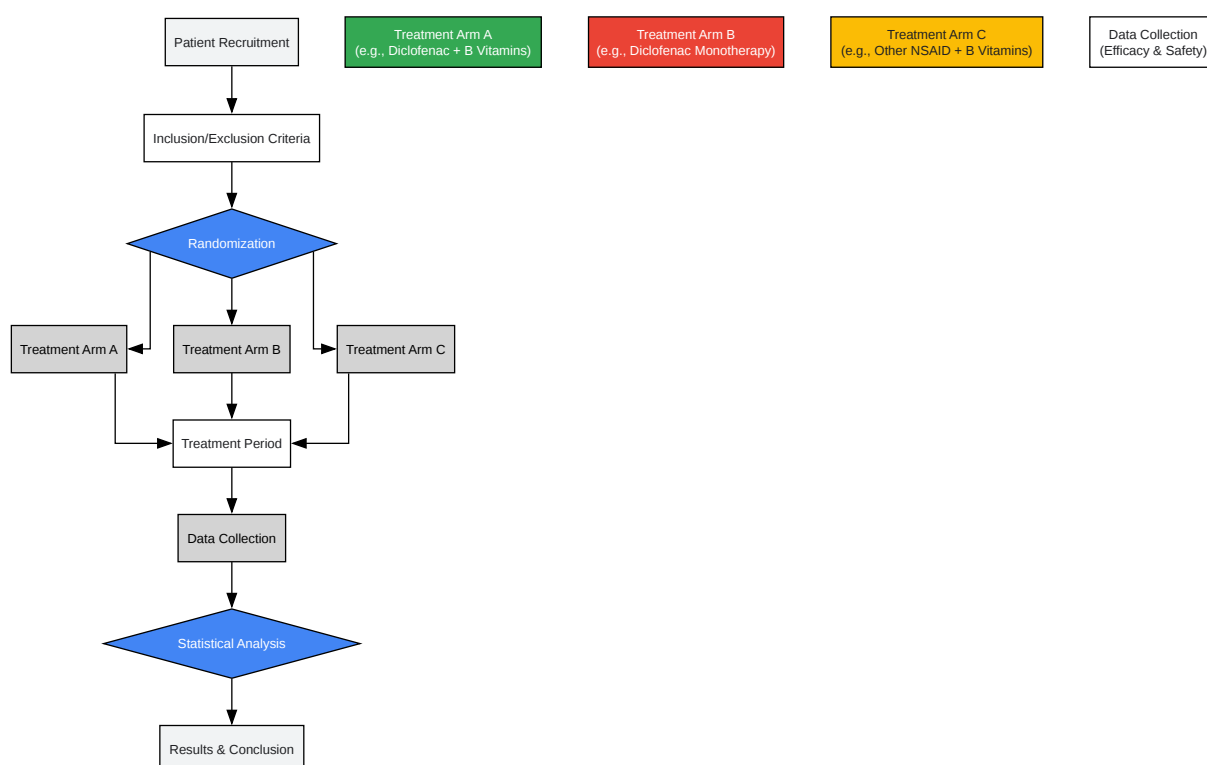 Patient Recruitment
Treatment Arm A
(e.g., Diclofenac + B Vitamins)
Treatment Arm B
(e.g., Diclofenac Monotherapy)
Treatment Arm C
(e.g., Other NSAID + B Vitamins)
Data Collection
(Efficacy & Safety)
Inclusion/Exclusion Criteria
Randomization
Treatment Arm A
Treatment Arm B
Treatment Arm C
Treatment Period
Data Collection
Statistical Analysis
Results & Conclusion